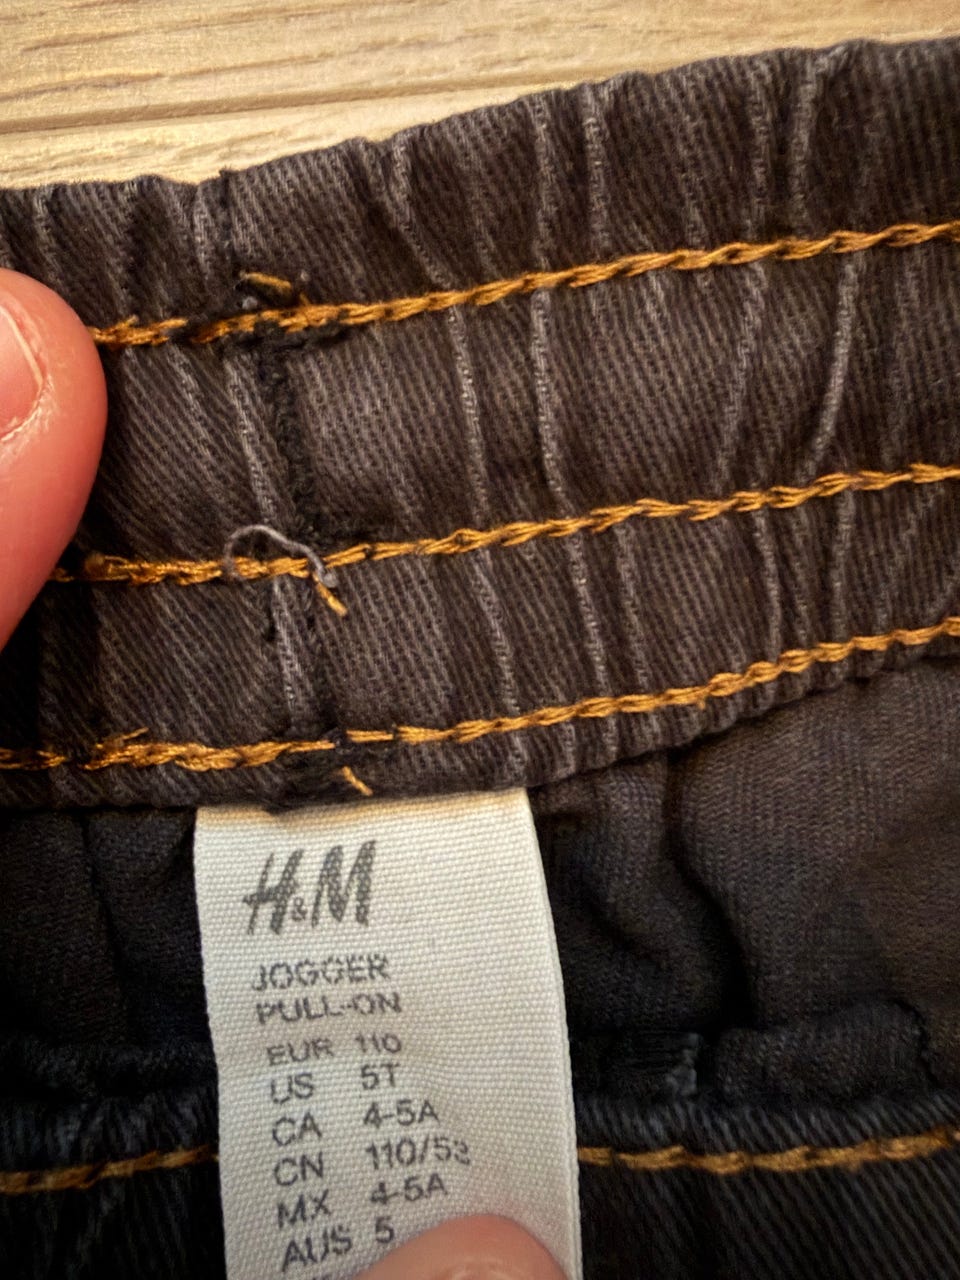 H&M
JOGGER
PULL-ON
EUR 110
US 5T
CA 4-5A
CN 110/53
MX 4-5A
AUS 5